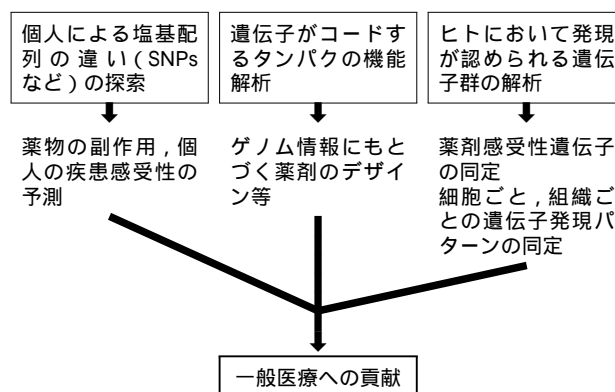 個人による塩基配
列の違い（SNPs
など）の探索
薬物の副作用，個
人の疾患感受性の
予測
遺伝子がコードす
るタンパクの機能
解析
ゲノム情報にもと
づく薬剤のデザイ
ン等
ヒトにおいて発現
が認められる遺伝
子群の解析
薬剤感受性遺伝子
の同定
細胞ごと，組織ご
との遺伝子発現パ
ターンの同定
一般医療への貢献